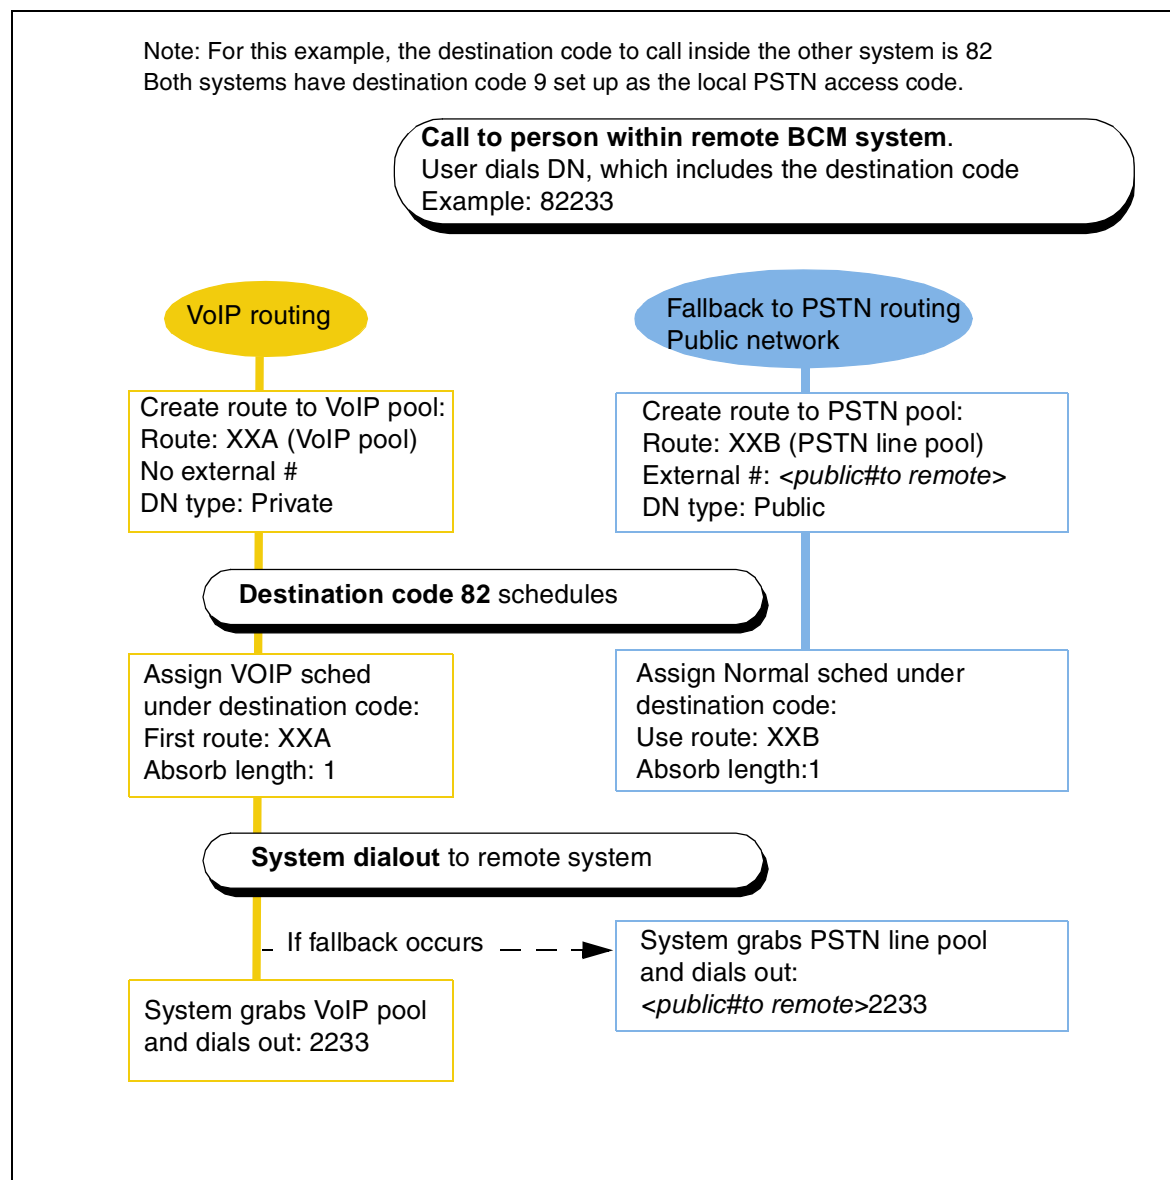 Note: For this example, the destination code to call inside the other system is 82
Both systems have destination code 9 set up as the local PSTN access code.
Call to person within remote BCM system.
User dials DN, which includes the destination code
Example: 82233
VoIP routing
Fallback to PSTN routing
Public network
Create route to VoIP pool:
Route: XXA (VoIP pool)
No external #
DN type: Private
Create route to PSTN pool:
Route: XXB (PSTN line pool)
External #: <public#to remote>
DN type: Public
Destination code 82 schedules
Assign VOIP sched
under destination code:
First route: XXA
Absorb length: 1
Assign Normal sched under
destination code:
Use route: XXB
Absorb length:1
System dialout to remote system
If fallback occurs
System grabs PSTN line pool
and dials out:
<public#to remote>2233
System grabs VoIP pool
and dials out: 2233